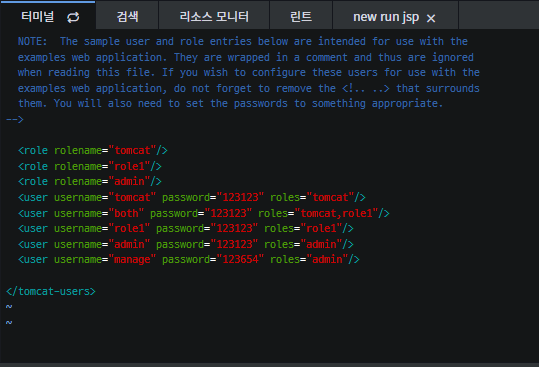 터미널 검색 리소스 모니터 린트 new run jsp
NOTE: The sample user and role entries below are intended for use with the
examples web application. They are wrapped in a comment and thus are ignored
when reading this file. If you wish to configure these users for use with the
examples web application, do not forget to remove the <!.. ..> that surrounds
them. You will also need to set the passwords to something appropriate.
-->
<role rolename="tomcat"/>
<role rolename="role1"/>
<role rolename="admin"/>
<user username="tomcat" password="123123" roles="tomcat"/>
<user username="both" password="123123" roles="tomcat,role1"/>
<user username="role1" password="123123" roles="role1"/>
<user username="admin" password="123123" roles="admin"/>
<user username="manage" password="123654" roles="admin"/>
</tomcat-users>
~
~